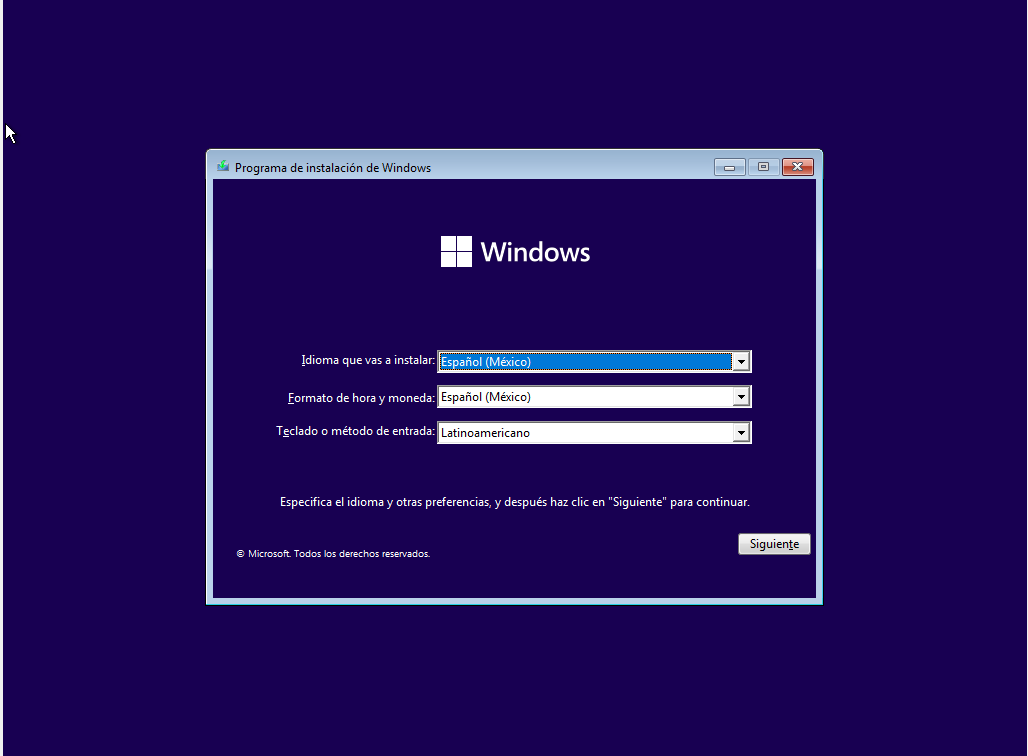 Programa de instalación de Windows
Windows
Idioma que vas a instalar: Español (México)
Formato de hora y moneda: Español (México)
Teclado o método de entrada: Latinoamericano
Especifica el idioma y otras preferencias, y después haz clic en "Siguiente" para continuar.
Siguiente
© Microsoft. Todos los derechos reservados.